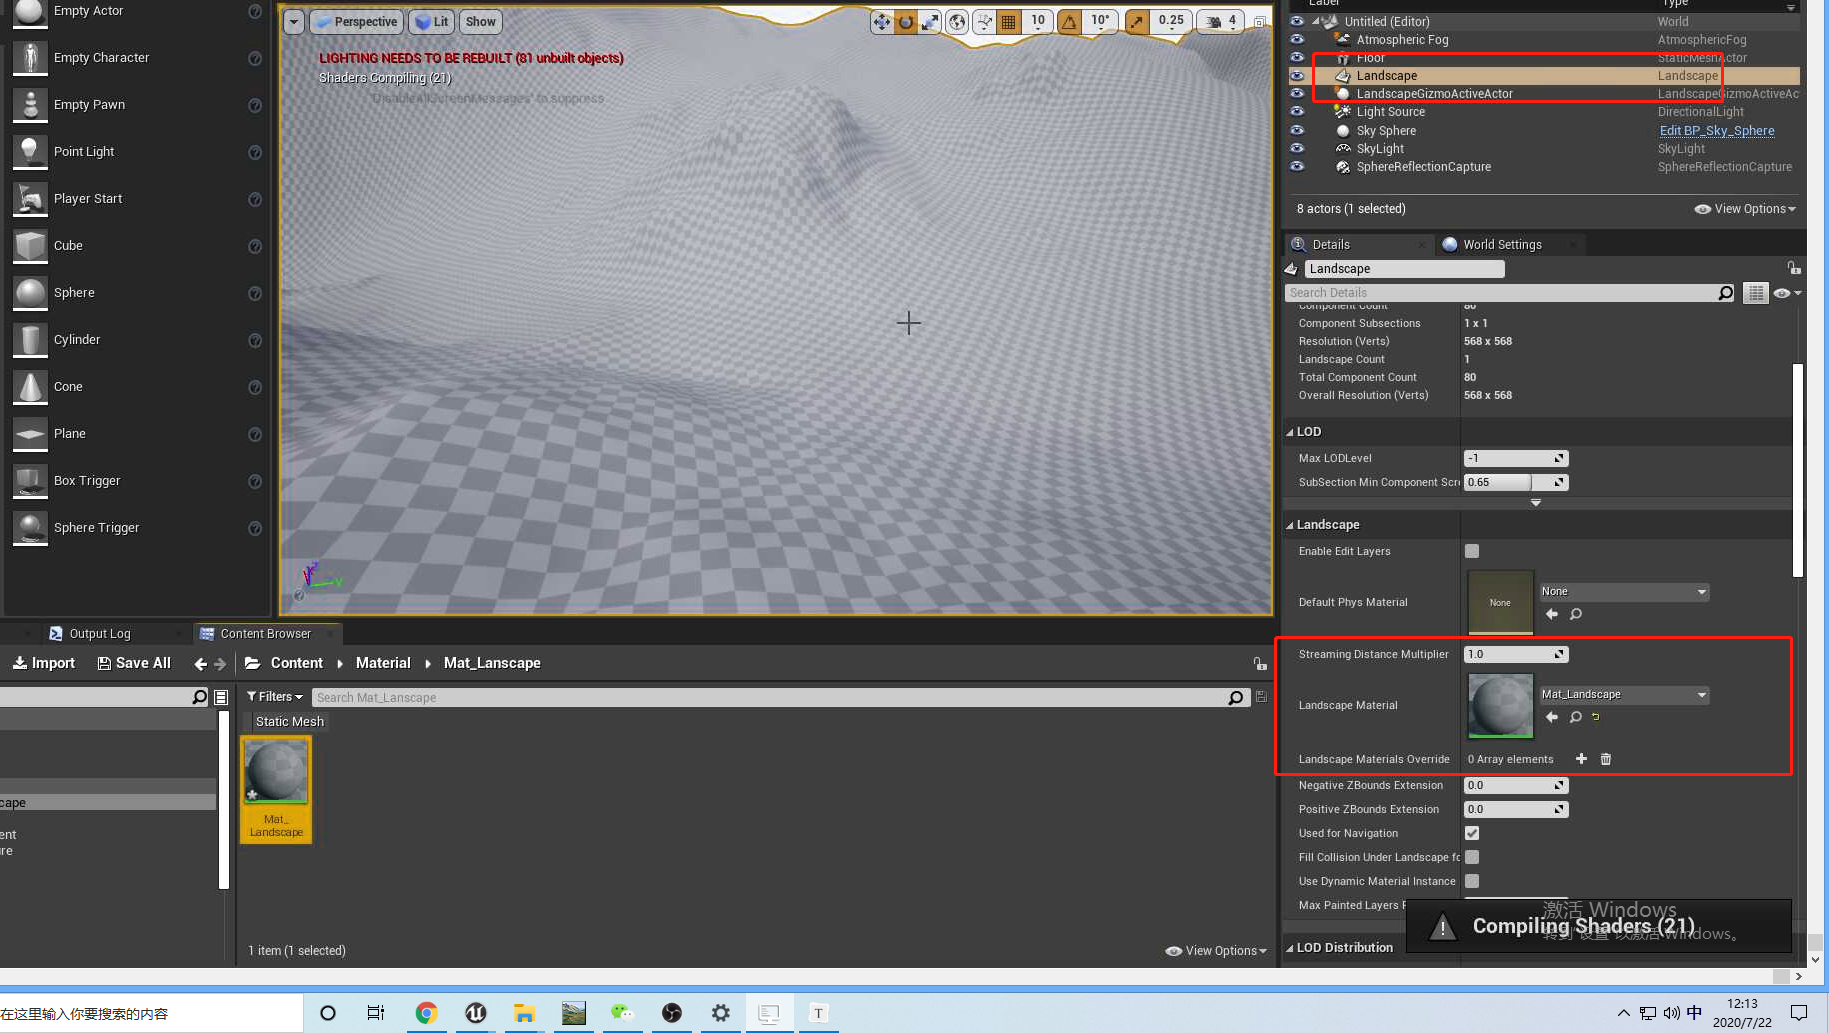 Empty Actor
Empty Character
Empty Pawn
Point Light
Player Start
Cube
Sphere
Cylinder
Cone
Plane
Box Trigger
Sphere Trigger
Perspective
Lit
Show
10
10°
0.25
4
LIGHTING NEEDS TO BE REBUILT (81 unbuilt objects)
Shaders Compiling (21)
'DisableAllScreenMessages' to suppress
Label
Type
Untitled (Editor)
World
Atmospheric Fog
AtmosphericFog
Floor
StaticMeshActor
Landscape
Landscape
LandscapeGizmoActiveActor
LandscapeGizmoActiveAc
Light Source
DirectionalLight
Sky Sphere
Edit BP_Sky_Sphere
SkyLight
SkyLight
SphereReflectionCapture
SphereReflectionCapture
8 actors (1 selected)
View Options
Details
World Settings
Landscape
Search Details
Component Count
80
Component Subsections
1 x 1
Resolution (Verts)
568 x 568
Landscape Count
1
Total Component Count
80
Overall Resolution (Verts)
568 x 568
LOD
Max LODLevel
-1
SubSection Min Component Scre
0.65
Landscape
Enable Edit Layers
Default Phys Material
None
None
Streaming Distance Multiplier
1.0
Landscape Material
Mat_Landscape
Landscape Materials Override
0 Array elements
Negative ZBounds Extension
0.0
Positive ZBounds Extension
0.0
Used for Navigation
Fill Collision Under Landscape fo
Use Dynamic Material Instance
Max Painted Layers P
LOD Distribution
Compiling Shaders (21)
激活 Windows
转到"设置"以激活 Windows。
Output Log
Content Browser
Import
Save All
Content
Material
Mat_Lanscape
Filters
Search Mat_Lanscape
Static Mesh
cape
ent
re
Mat_
Landscape
1 item (1 selected)
View Options
在这里输入你要搜索的内容
T
中
12:13
2020/7/22